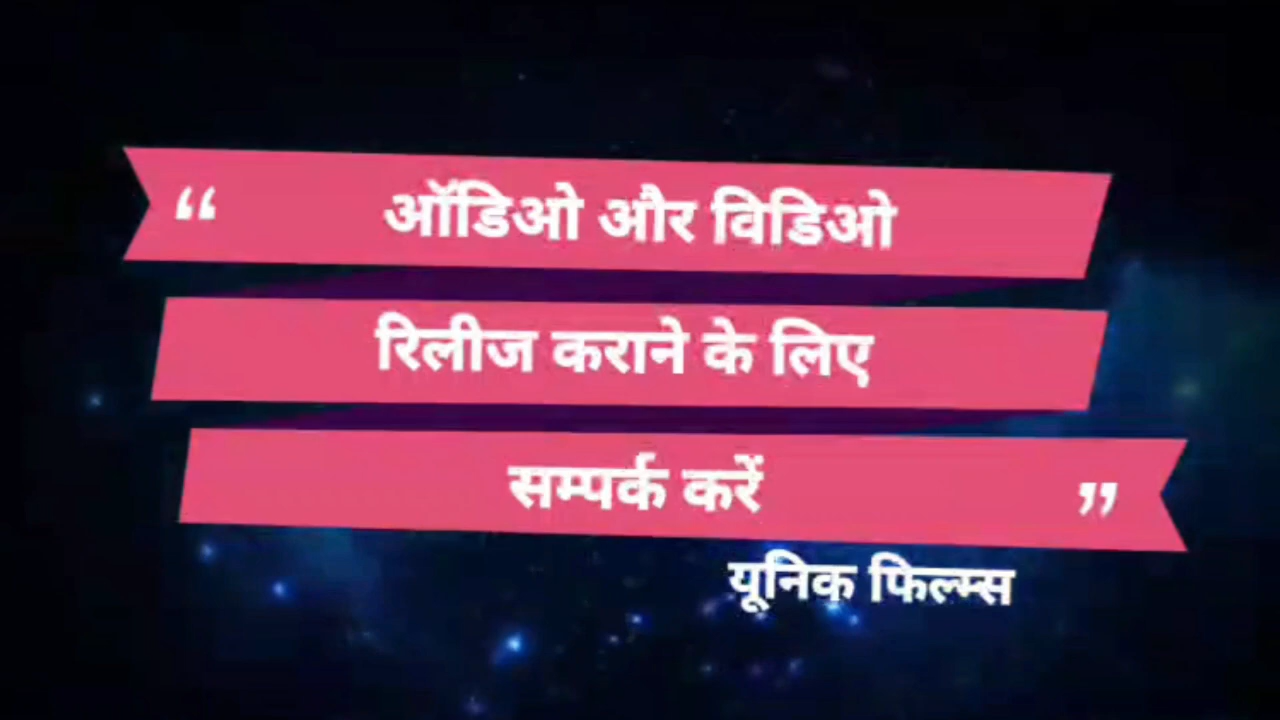 “ ऑडिओ और विडिओ
रिलीज कराने के लिए
सम्पर्क करें ”
यूनिक फिल्म्स